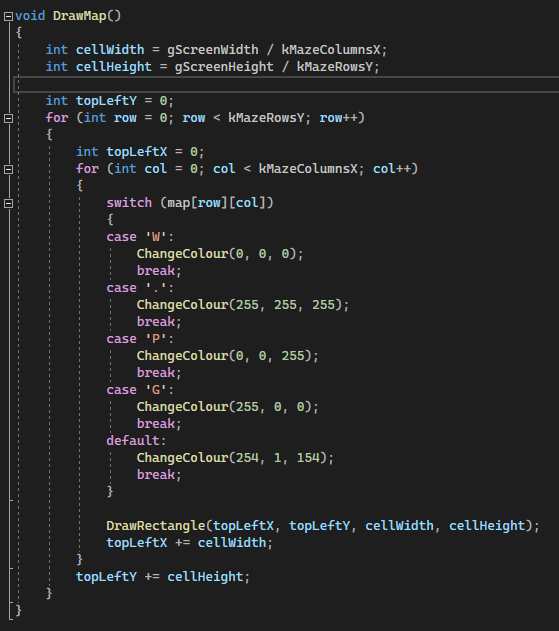 void DrawMap()
{
    int cellWidth = gScreenWidth / kMazeColumnsX;
    int cellHeight = gScreenHeight / kMazeRowsY;

    int topLeftY = 0;
    for (int row = 0; row < kMazeRowsY; row++)
    {
        int topLeftX = 0;
        for (int col = 0; col < kMazeColumnsX; col++)
        {
            switch (map[row][col])
            {
            case 'W':
                ChangeColour(0, 0, 0);
                break;
            case '.':
                ChangeColour(255, 255, 255);
                break;
            case 'P':
                ChangeColour(0, 0, 255);
                break;
            case 'G':
                ChangeColour(255, 0, 0);
                break;
            default:
                ChangeColour(254, 1, 154);
                break;
            }

            DrawRectangle(topLeftX, topLeftY, cellWidth, cellHeight);
            topLeftX += cellWidth;
        }
        topLeftY += cellHeight;
    }
}